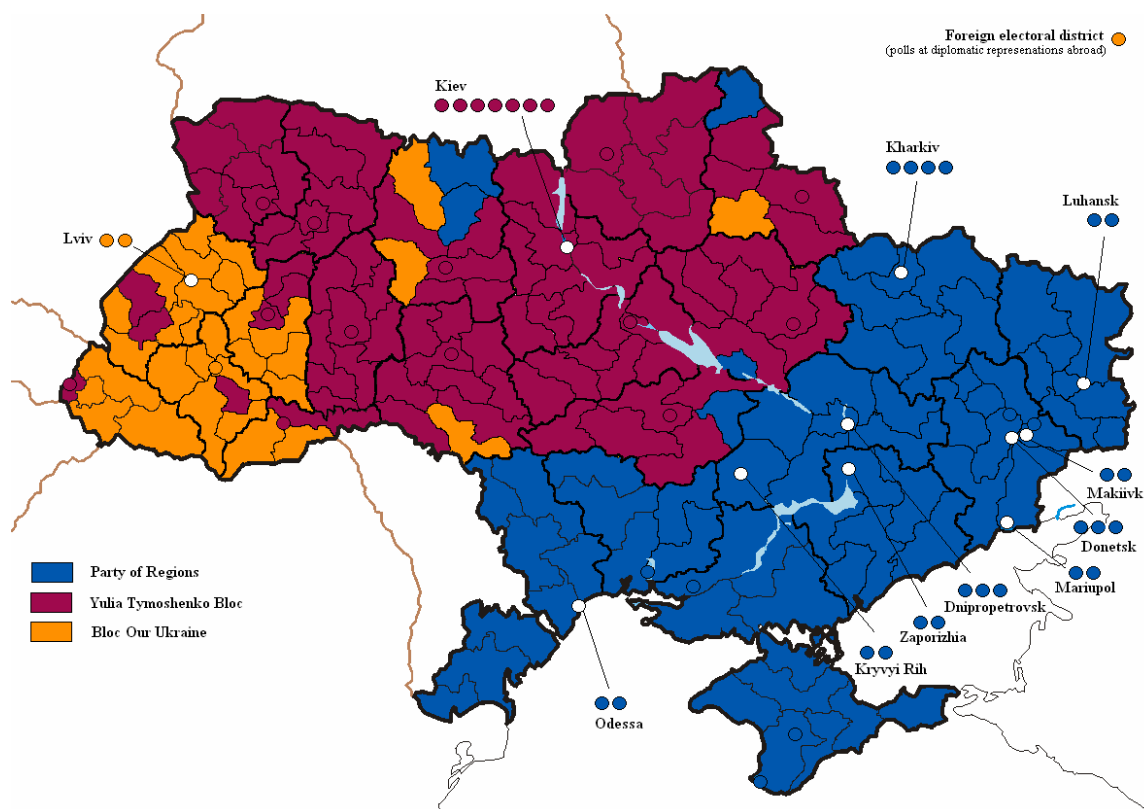 Foreign electoral district
(polls at diplomatic represenations abroad)
Kiev
Kharkiv
Luhansk
Lviv
Makiivk
Donetsk
Party of Regions
Mariupol
Yulia Tymoshenko Bloc
Dnipropetrovsk
Bloc Our Ukraine
Zaporizhia
Kryvyi Rih
Odessa